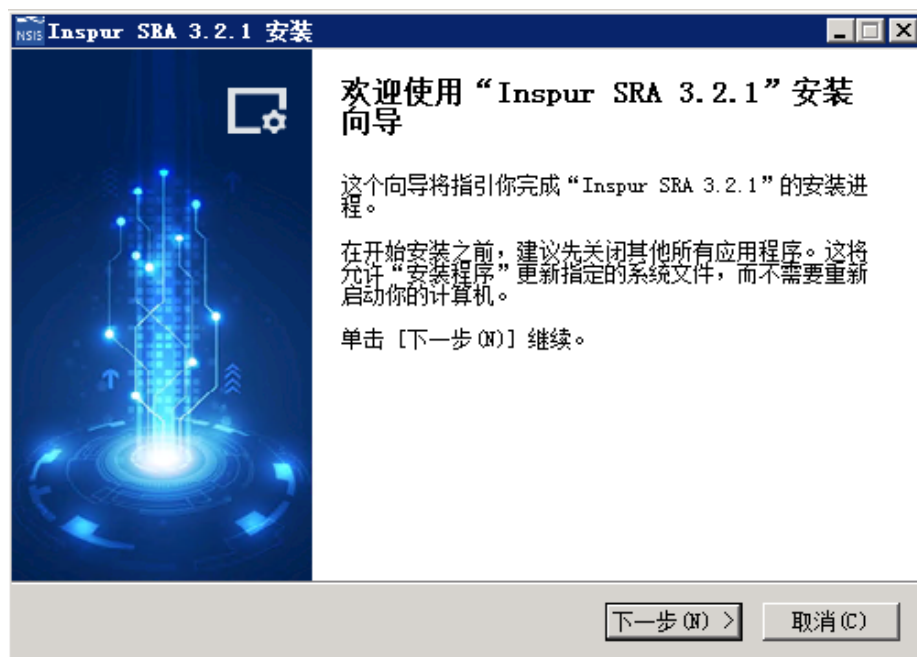 NSIS Inspur SRA 3.2.1 安装
欢迎使用“Inspur SRA 3.2.1”安装
向导
这个向导将指引你完成“Inspur SRA 3.2.1”的安装进
程。
在开始安装之前，建议先关闭其他所有应用程序。这将
允许“安装程序”更新指定的系统文件，而不需要重新
启动你的计算机。
单击 [下一步(N)] 继续。
下一步(N) >
取消(C)